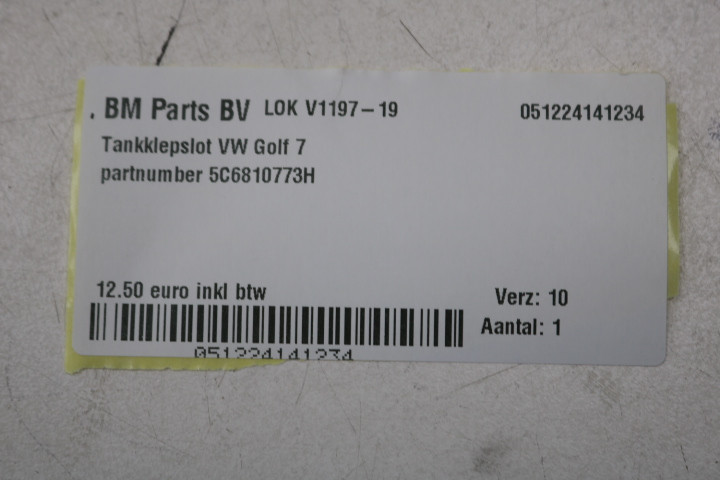 . BM Parts BV LOK V1197-19 051224141234
Tankklepslot VW Golf 7
partnumber 5C6810773H
12.50 euro inkl btw
Verz: 10
Aantal: 1
051224141234